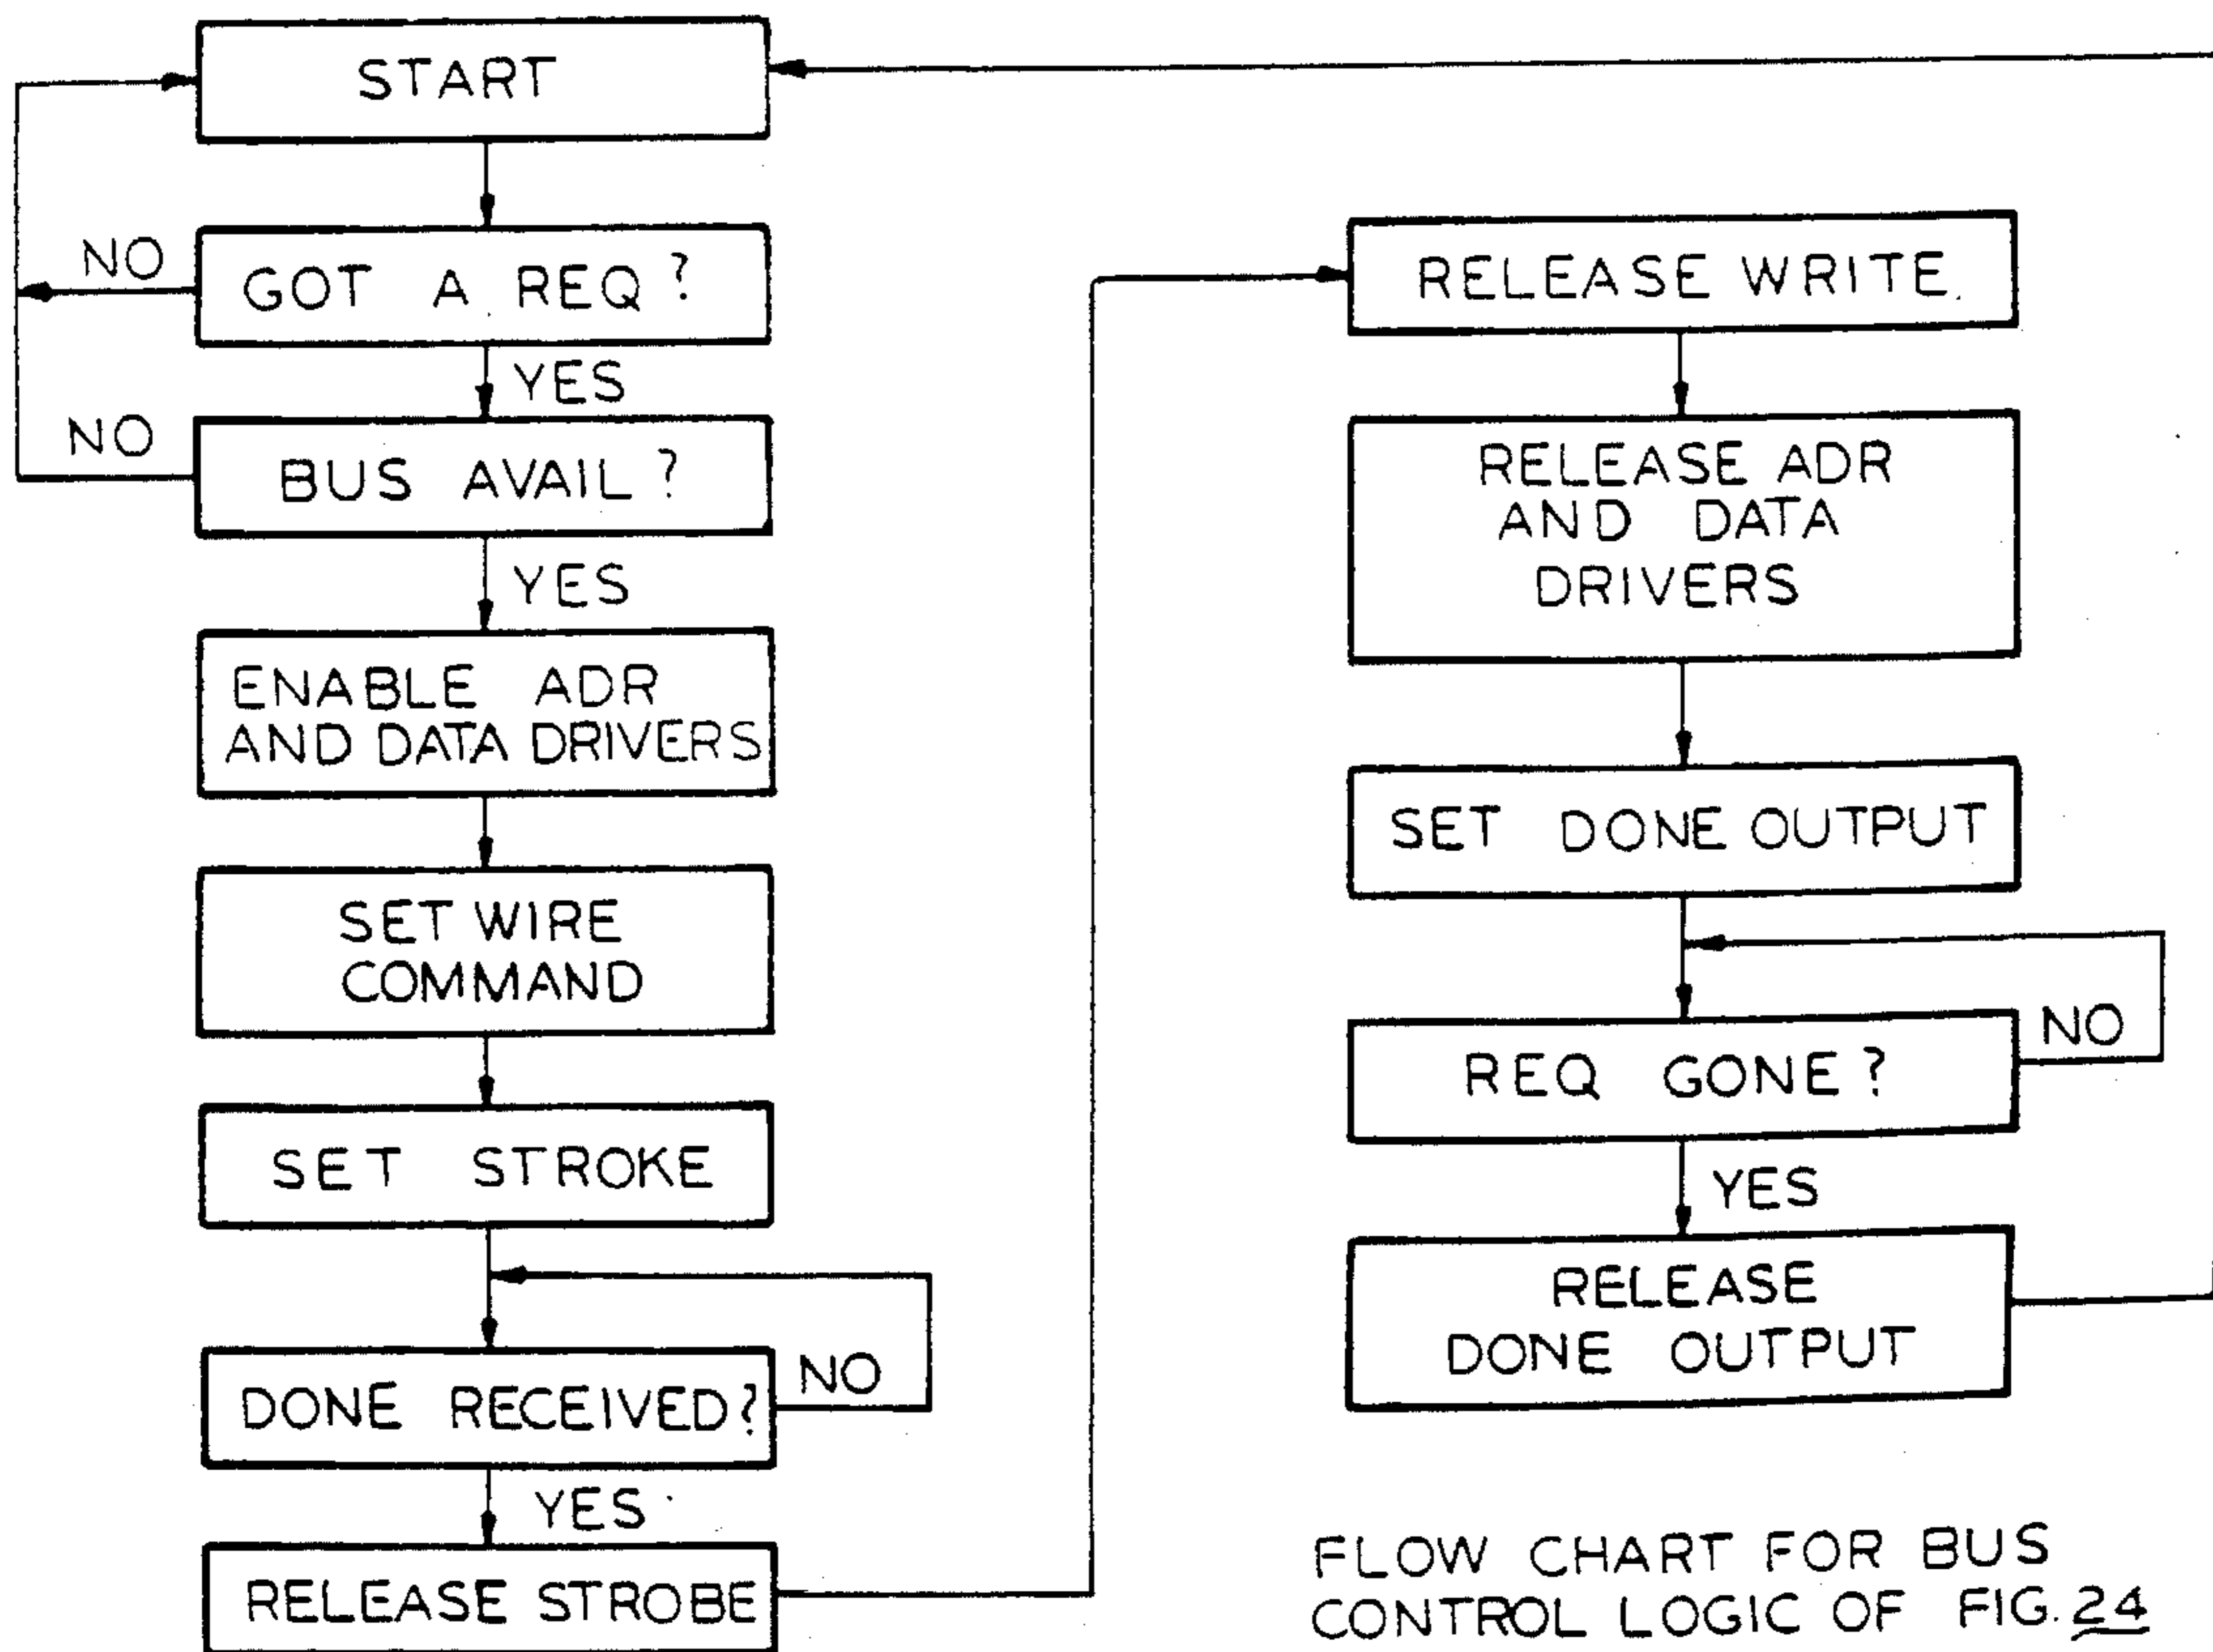 START
NO
GOT A REQ?
YES
NO
BUS AVAIL?
YES
ENABLE ADR
AND DATA DRIVERS
SET WIRE
COMMAND
SET STROKE
DONE RECEIVED?
NO
YES
RELEASE STROBE
RELEASE WRITE
RELEASE ADR
AND DATA
DRIVERS
SET DONE OUTPUT
REQ GONE?
NO
YES
RELEASE
DONE OUTPUT
FLOW CHART FOR BUS
CONTROL LOGIC OF FIG. 24